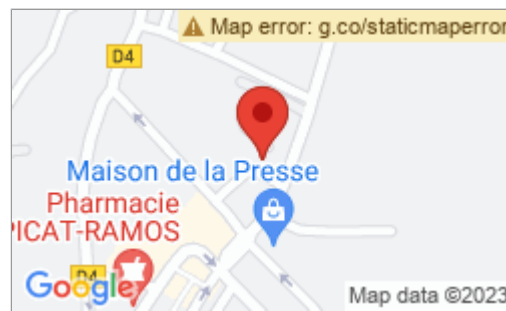 Map error: g.co/staticmaperror
D4
Maison de la Presse
Pharmacie
PICAT-RAMOS
D4
Google
Map data ©2023